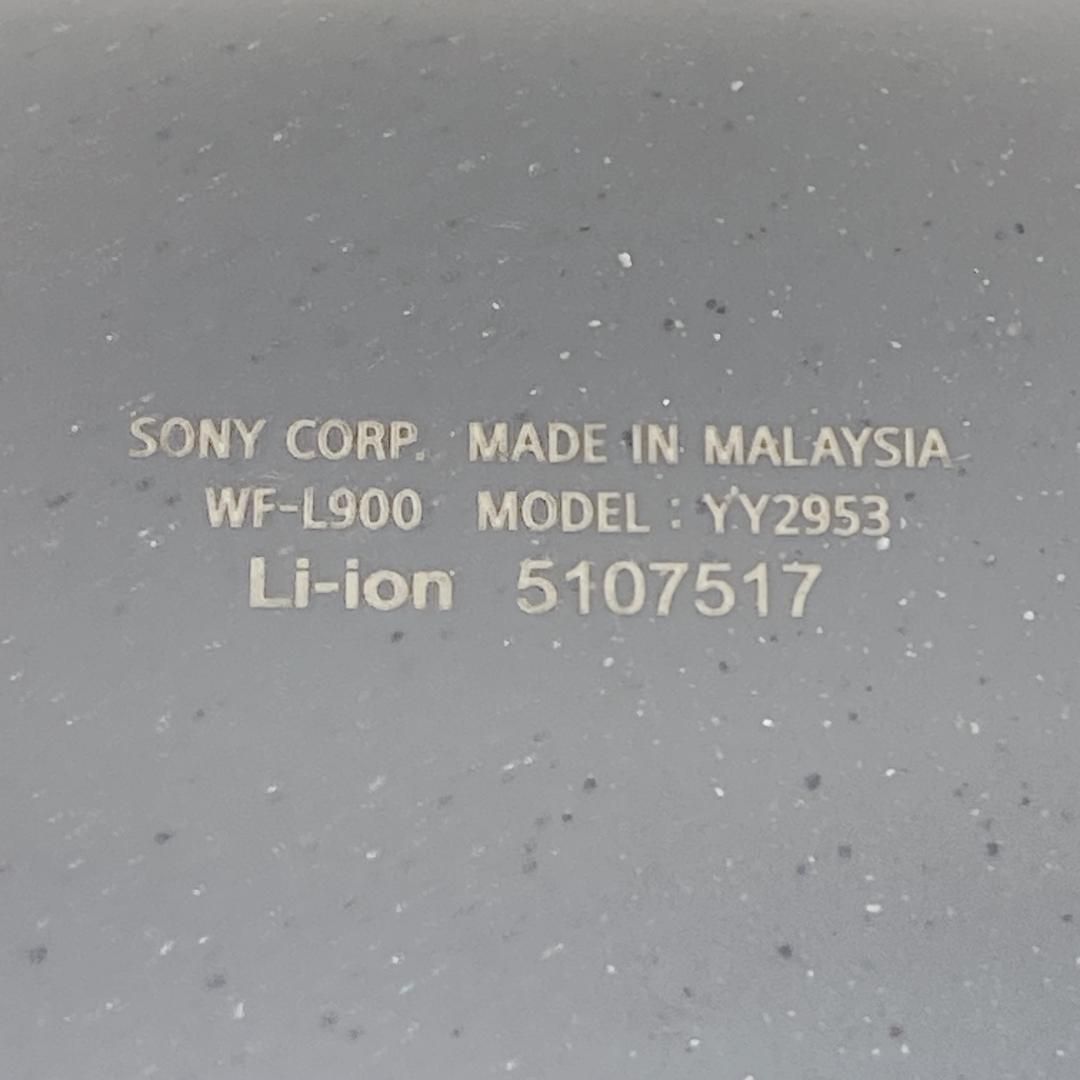 SONY CORP. MADE IN MALAYSIA
WF-L900 MODEL : YY2953
Li-ion 5107517